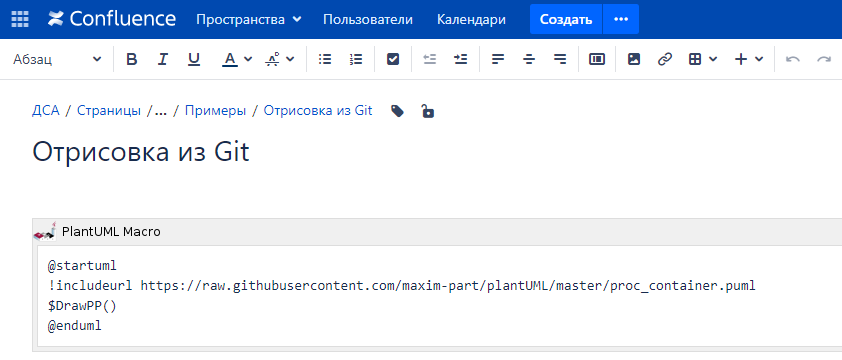 Confluence Пространства Пользователи Календари Создать •••
Абзац B I U A
ДСА / Страницы /... / Примеры / Отрисовка из Git
Отрисовка из Git
PlantUML Macro
@startuml
!includeurl https://raw.githubusercontent.com/maxim-part/plantUML/master/proc_container.puml
$DrawPP()
@enduml